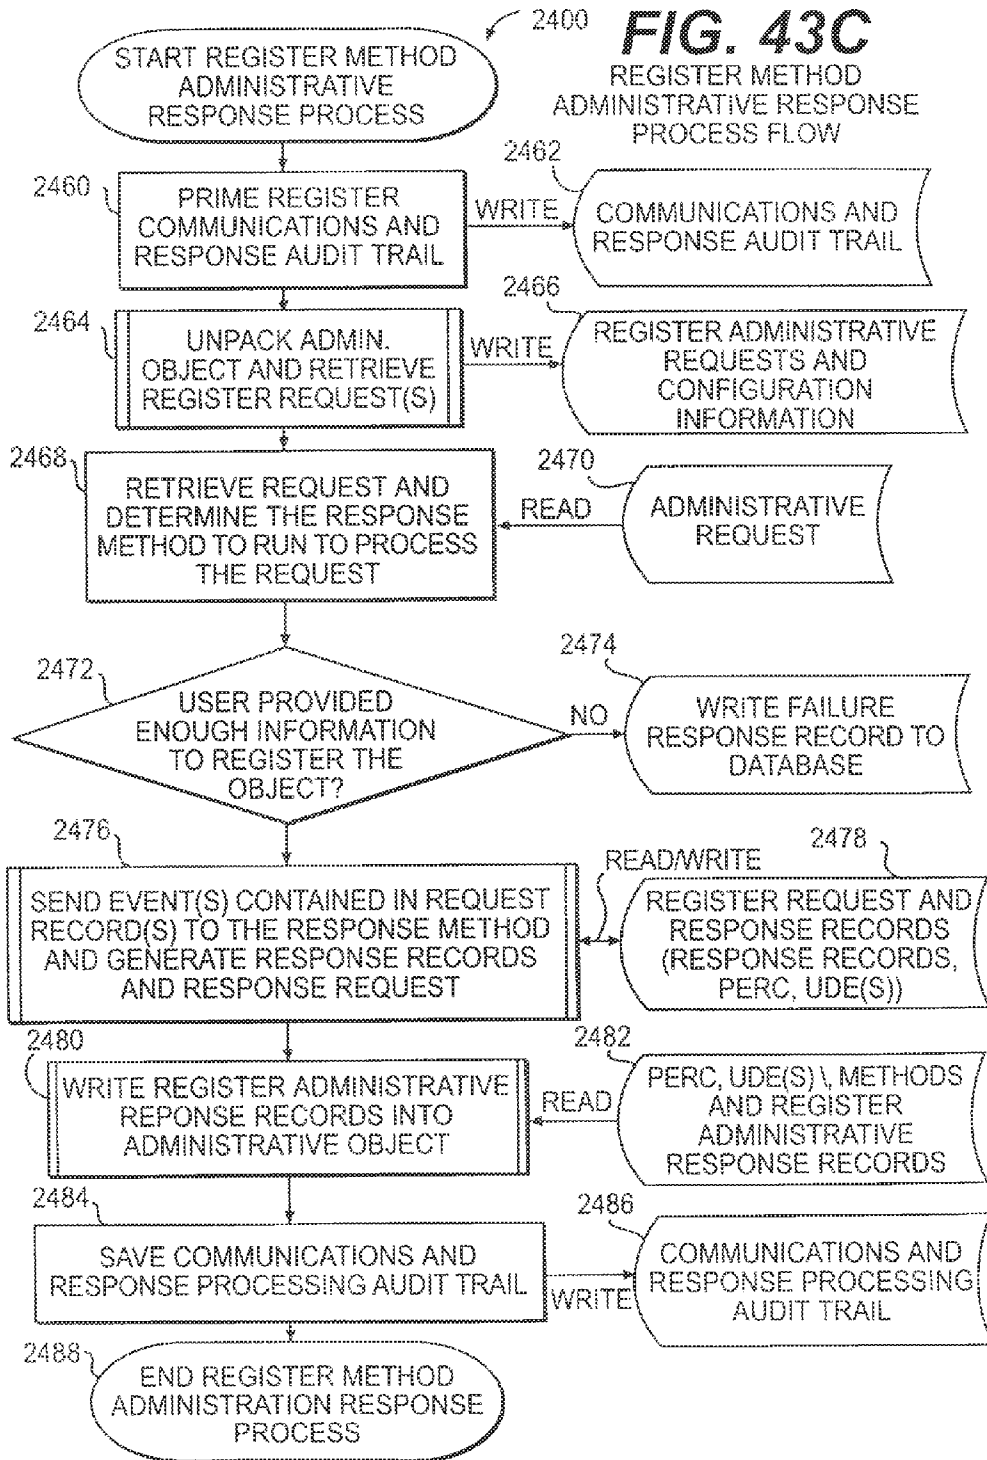 2400
FIG. 43C
START REGISTER METHOD
ADMINISTRATIVE
RESPONSE PROCESS
REGISTER METHOD
ADMINISTRATIVE RESPONSE
PROCESS FLOW
2460
PRIME REGISTER
COMMUNICATIONS AND
RESPONSE AUDIT TRAIL
WRITE
2462
COMMUNICATIONS AND
RESPONSE AUDIT TRAIL
2464
UNPACK ADMIN.
OBJECT AND RETRIEVE
REGISTER REQUEST(S)
WRITE
2466
REGISTER ADMINISTRATIVE
REQUESTS AND
CONFIGURATION
INFORMATION
2468
RETRIEVE REQUEST AND
DETERMINE THE RESPONSE
METHOD TO RUN TO PROCESS
THE REQUEST
READ
2470
ADMINISTRATIVE
REQUEST
2472
USER PROVIDED
ENOUGH INFORMATION
TO REGISTER THE
OBJECT?
NO
2474
WRITE FAILURE
RESPONSE RECORD TO
DATABASE
2476
SEND EVENT(S) CONTAINED IN REQUEST
RECORD(S) TO THE RESPONSE METHOD
AND GENERATE RESPONSE RECORDS
AND RESPONSE REQUEST
READ/WRITE
2478
REGISTER REQUEST AND
RESPONSE RECORDS
(RESPONSE RECORDS,
PERC, UDE(S))
2480
WRITE REGISTER ADMINISTRATIVE
REPONSE RECORDS INTO
ADMINISTRATIVE OBJECT
READ
2482
PERC, UDE(S) \, METHODS
AND REGISTER
ADMINISTRATIVE
RESPONSE RECORDS
2484
SAVE COMMUNICATIONS AND
RESPONSE PROCESSING AUDIT TRAIL
WRITE
2486
COMMUNICATIONS AND
RESPONSE PROCESSING
AUDIT TRAIL
2488
END REGISTER METHOD
ADMINISTRATION RESPONSE
PROCESS